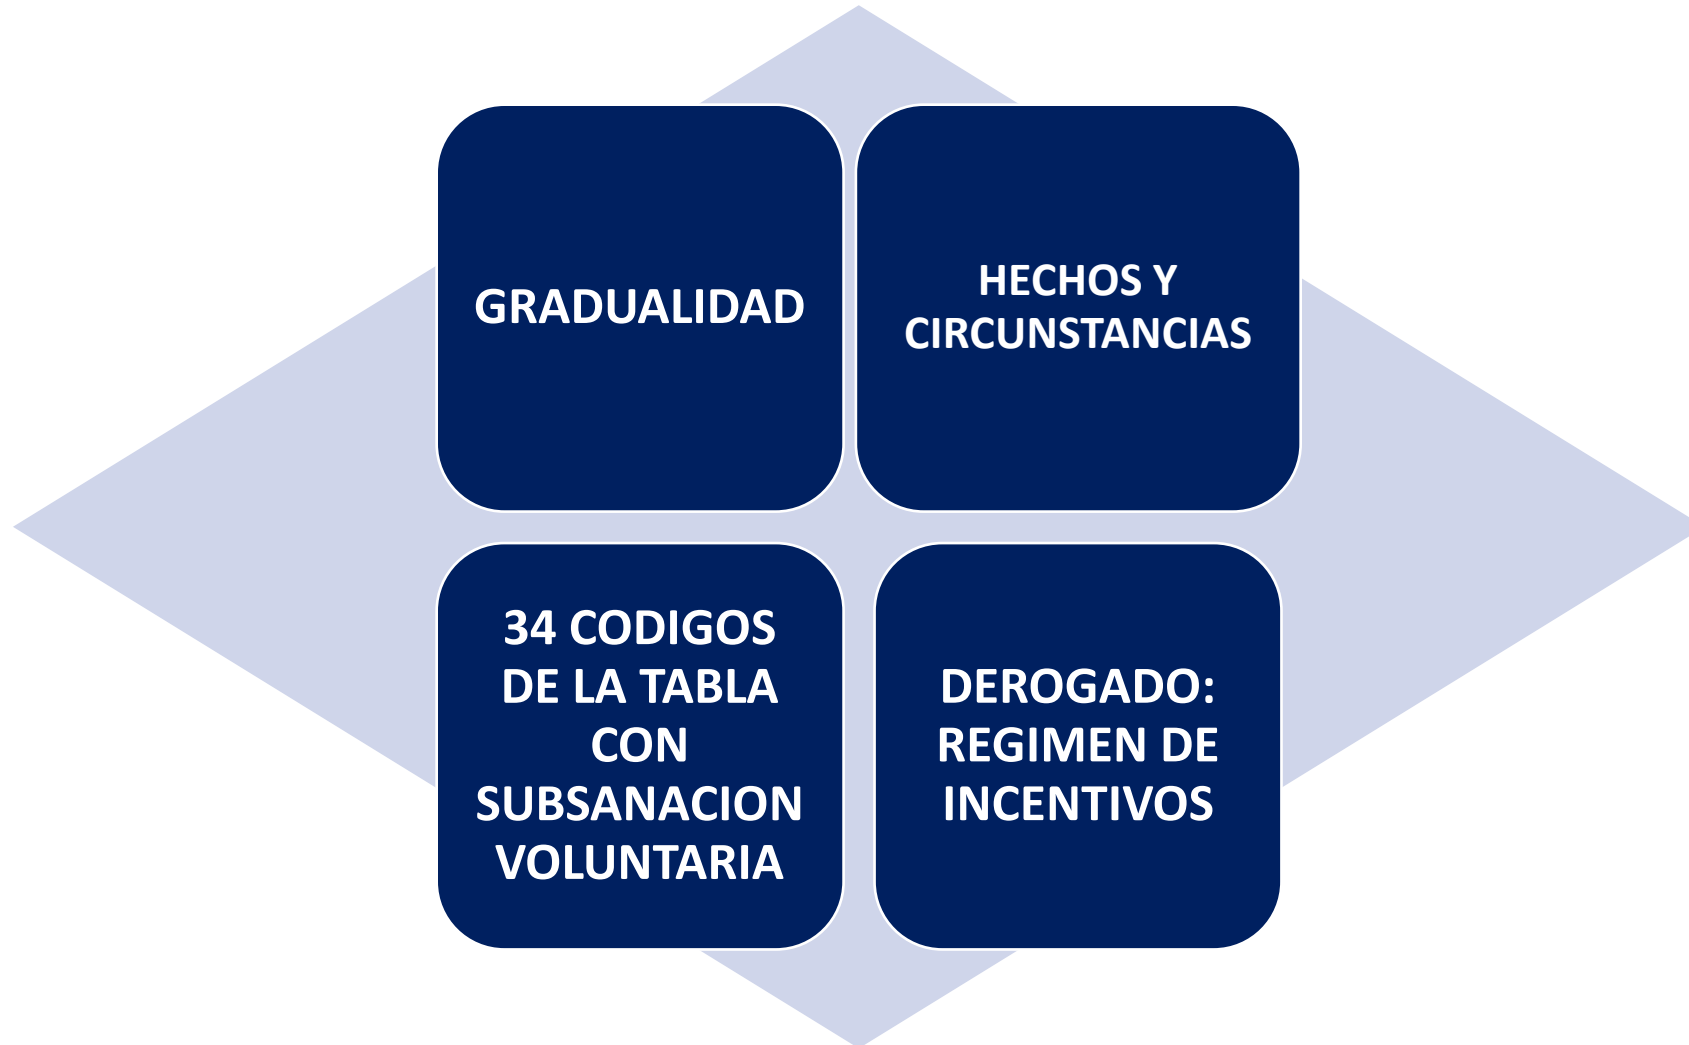 GRADUALIDAD
HECHOS Y
CIRCUNSTANCIAS
34 CODIGOS
DE LA TABLA
CON
SUBSANACION
VOLUNTARIA
DEROGADO:
REGIMEN DE
INCENTIVOS